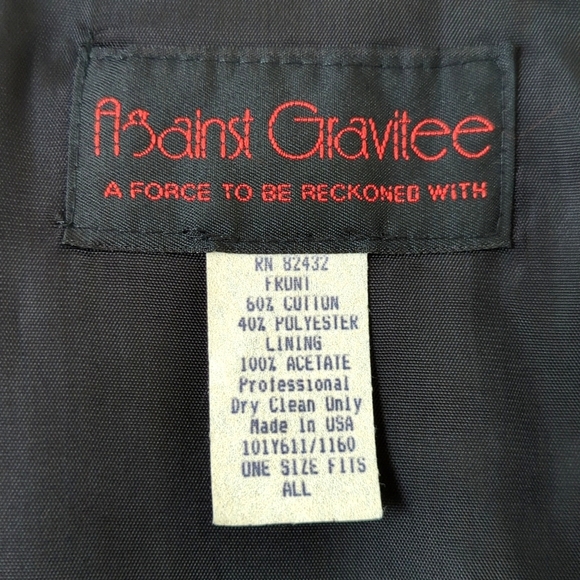 Against Gravitee
A FORCE TO BE RECKONED WITH
RN 82432
FRONT
60% COTTON
40% POLYESTER
LINING
100% ACETATE
Professional
Dry Clean Only
Made in USA
101Y611/1160
ONE SIZE FITS
ALL